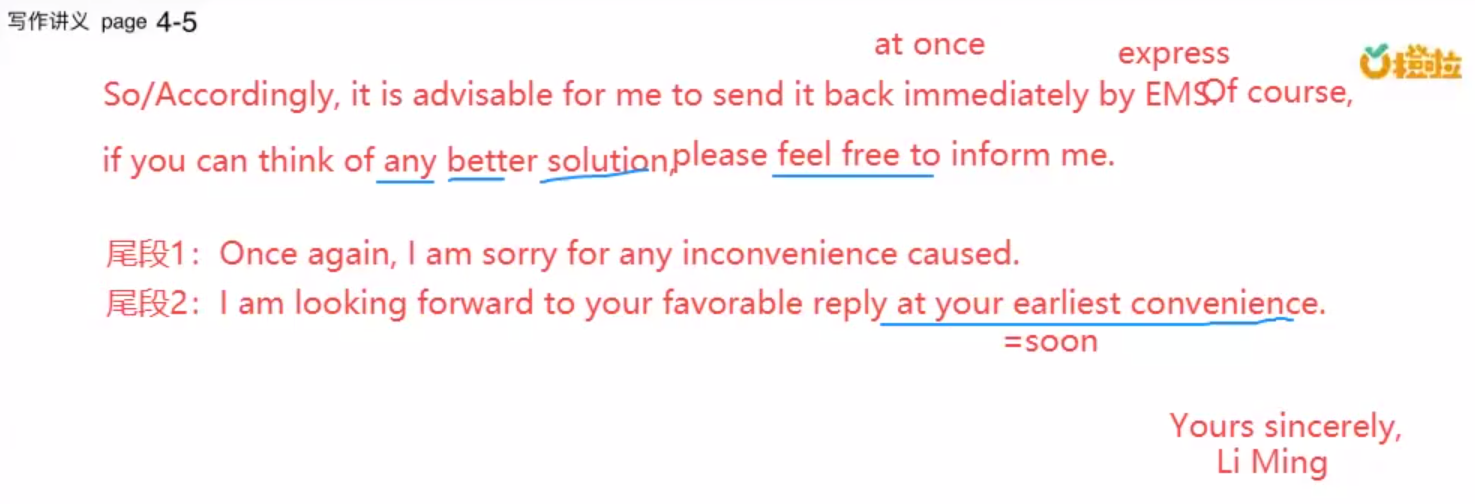 写作讲义 page 4-5
橙啦
at once
express
So/Accordingly, it is advisable for me to send it back immediately by EMS. Of course,
if you can think of any better solution, please feel free to inform me.
尾段1：Once again, I am sorry for any inconvenience caused.
尾段2：I am looking forward to your favorable reply at your earliest convenience.
=soon
Yours sincerely,
Li Ming